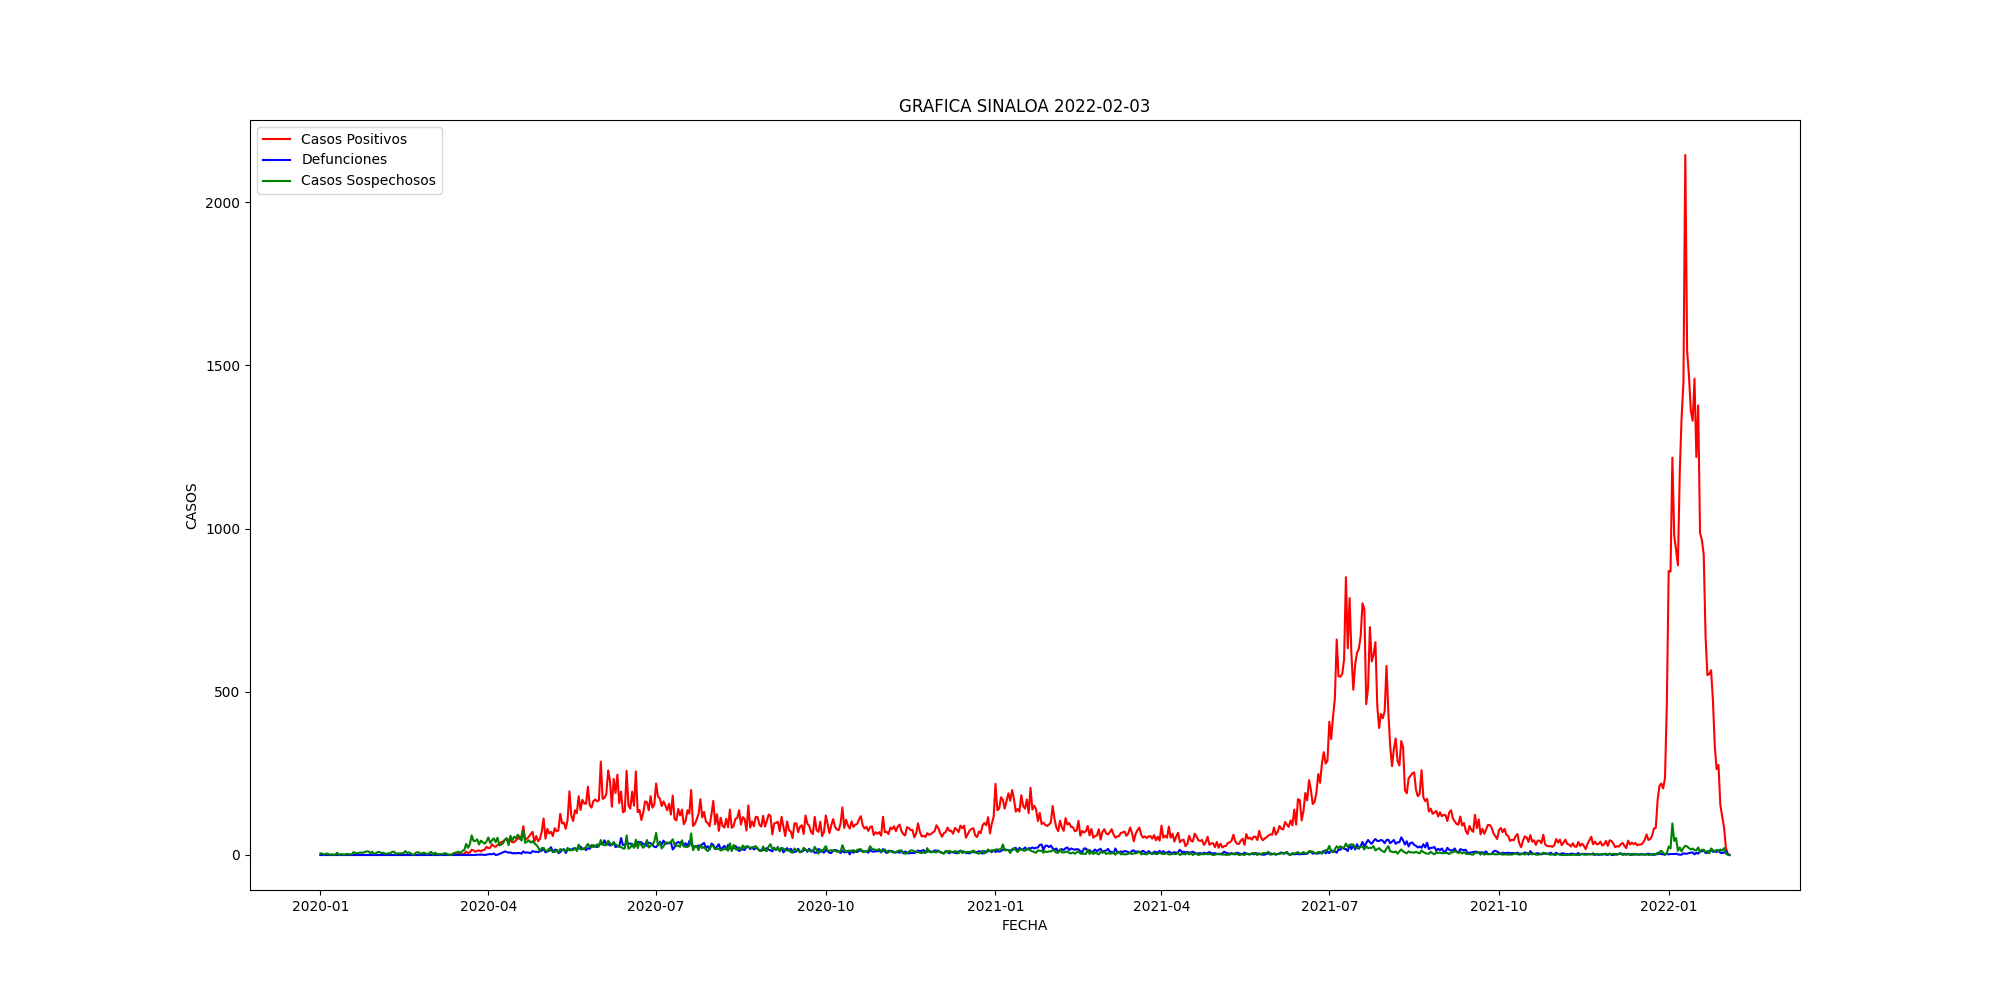 GRAFICA SINALOA 2022-02-03
Casos Positivos
Defunciones
Casos Sospechosos
2000
1500
1000
500
0
CASOS
2020-01
2020-04
2020-07
2020-10
2021-01
2021-04
2021-07
2021-10
2022-01
FECHA